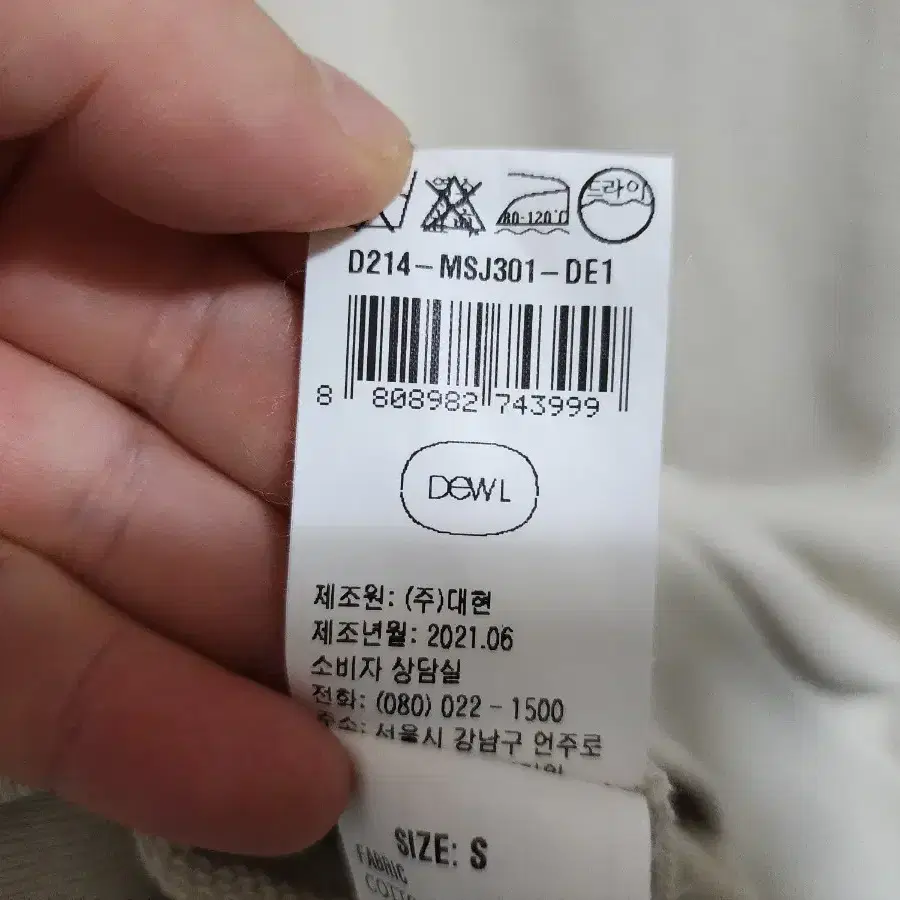 80-120℃ 드라이
D214-MSJ301-DE1
8 808982 743999
DEWL
제조원: (주)대현
제조년월: 2021.06
소비자 상담실
전화: (080) 022-1500
주소: 서울시 강남구 언주로
SIZE: S
FABRIC